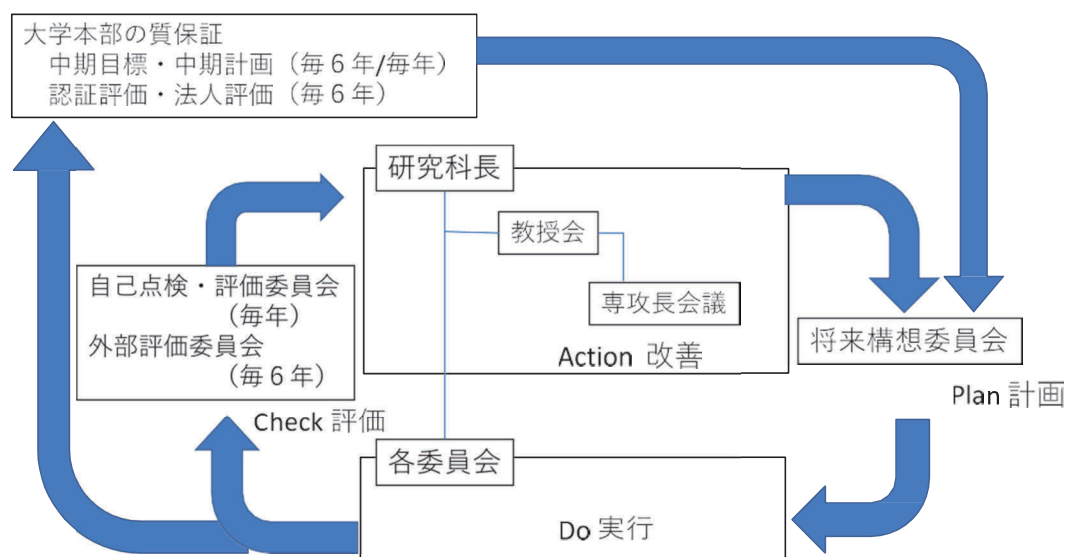 大学本部の質保証
中期目標・中期計画（毎６年/毎年）
認証評価・法人評価（毎６年）
研究科長
教授会
専攻長会議
Action 改善
自己点検・評価委員会
（毎年）
外部評価委員会
（毎６年）
Check 評価
将来構想委員会
Plan 計画
各委員会
Do 実行